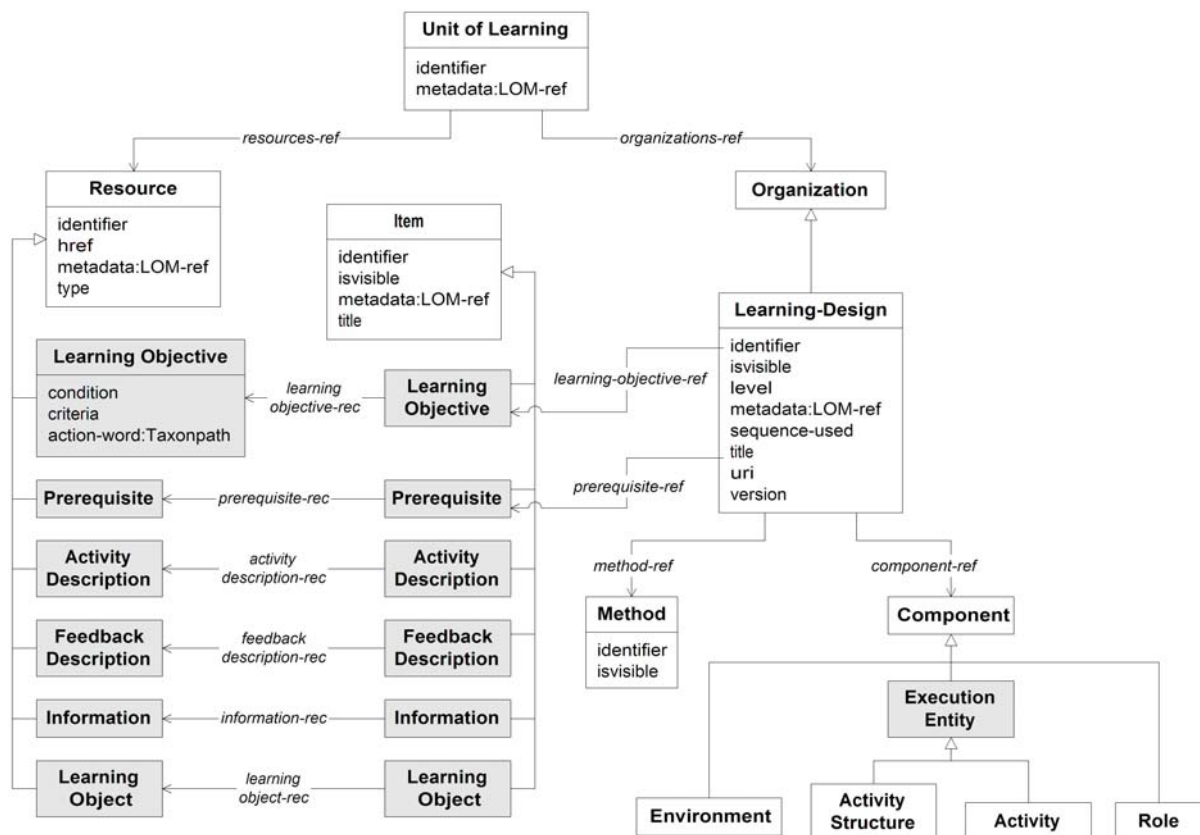 Unit of Learning
identifier
metadata:LOM-ref
resources-ref
organizations-ref
Resource
identifier
href
metadata:LOM-ref
type
Item
identifier
isvisible
metadata:LOM-ref
title
Organization
Learning-Design
identifier
isvisible
level
metadata:LOM-ref
sequence-used
title
uri
version
Learning Objective
condition
criteria
action-word:Taxonpath
learning
objective-rec
Learning
Objective
learning-objective-ref
Prerequisite
prerequisite-rec
Prerequisite
prerequisite-ref
Activity
Description
activity
description-rec
Activity
Description
method-ref
component-ref
Feedback
Description
feedback
description-rec
Feedback
Description
Method
identifier
isvisible
Component
Information
information-rec
Information
Execution
Entity
Learning
Object
learning
object-rec
Learning
Object
Environment
Activity
Structure
Activity
Role